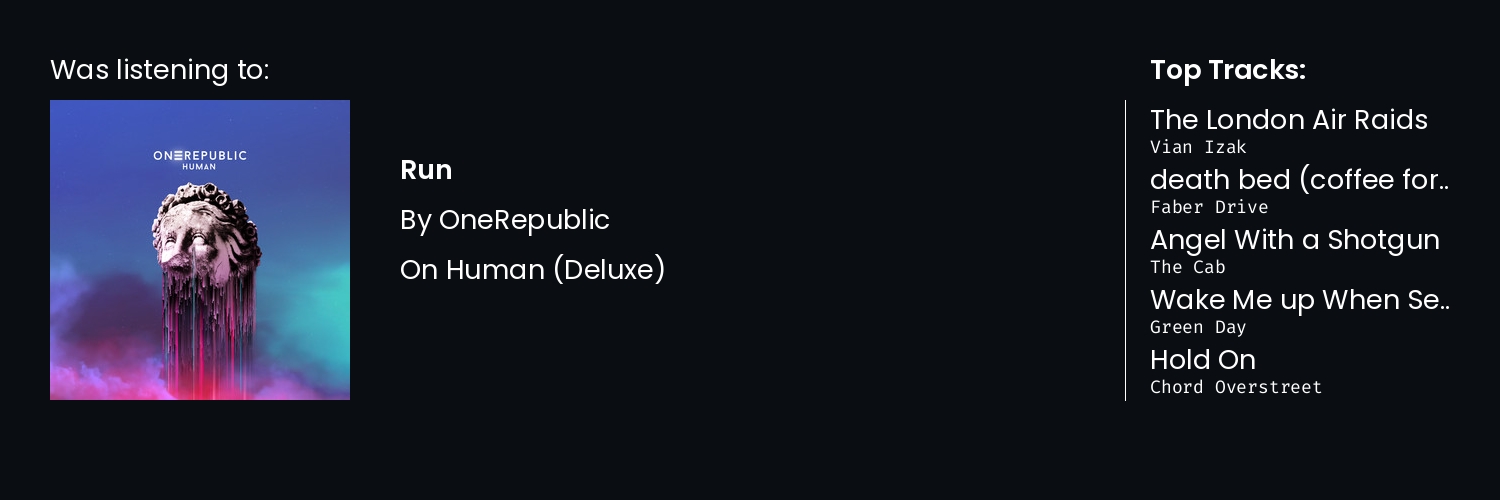 Was listening to:
ONEREPUBLIC
HUMAN
Run
By OneRepublic
On Human (Deluxe)
Top Tracks:
The London Air Raids
Vian Izak
death bed (coffee for..
Faber Drive
Angel With a Shotgun
The Cab
Wake Me up When Se..
Green Day
Hold On
Chord Overstreet